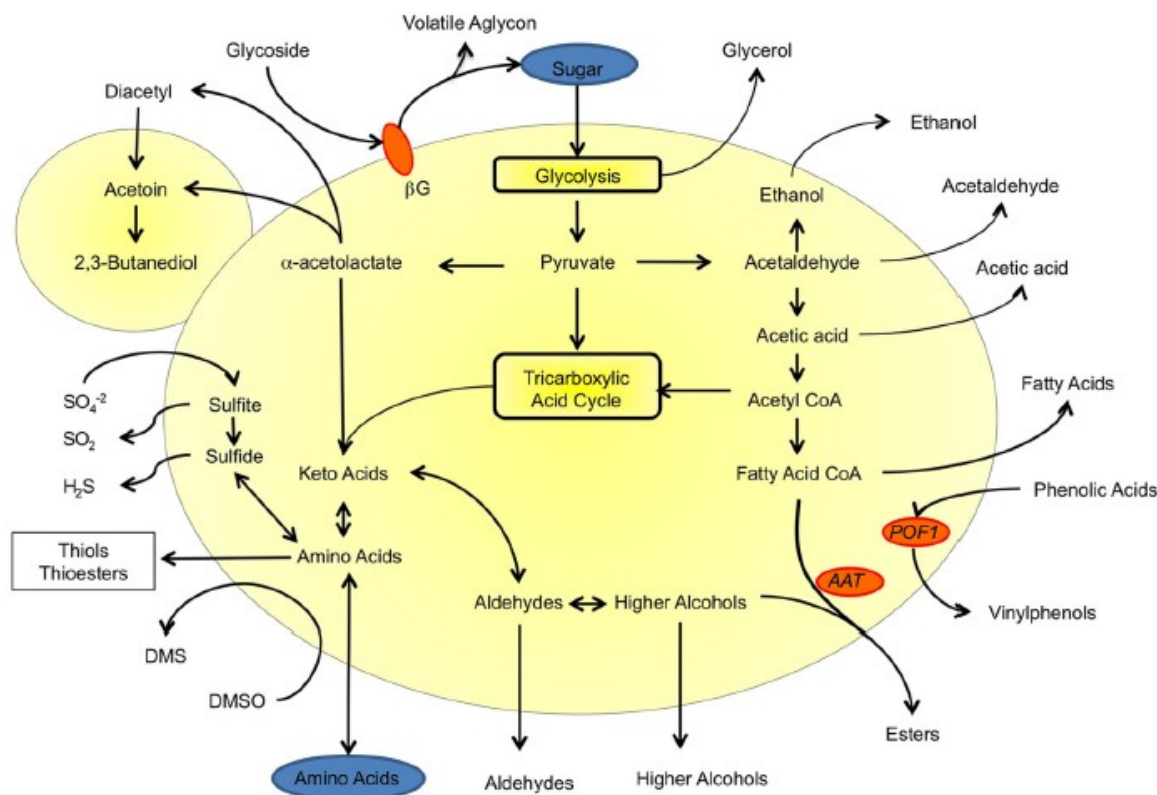 Volatile Aglycon
Glycoside
Sugar
Glycerol
Diacetyl
Ethanol
Glycolysis
Acetoin
βG
Ethanol
Acetaldehyde
2,3-Butanediol
α-acetolactate
Pyruvate
Acetaldehyde
Acetic acid
Acetic acid
Tricarboxylic
Acid Cycle
Fatty Acids
SO₄⁻²
Sulfite
Acetyl CoA
SO₂
Sulfide
Keto Acids
Fatty Acid CoA
H₂S
Phenolic Acids
POF1
Thiols
Thioesters
Amino Acids
AAT
Aldehydes
Higher Alcohols
Vinylphenols
DMS
DMSO
Esters
Amino Acids
Aldehydes
Higher Alcohols